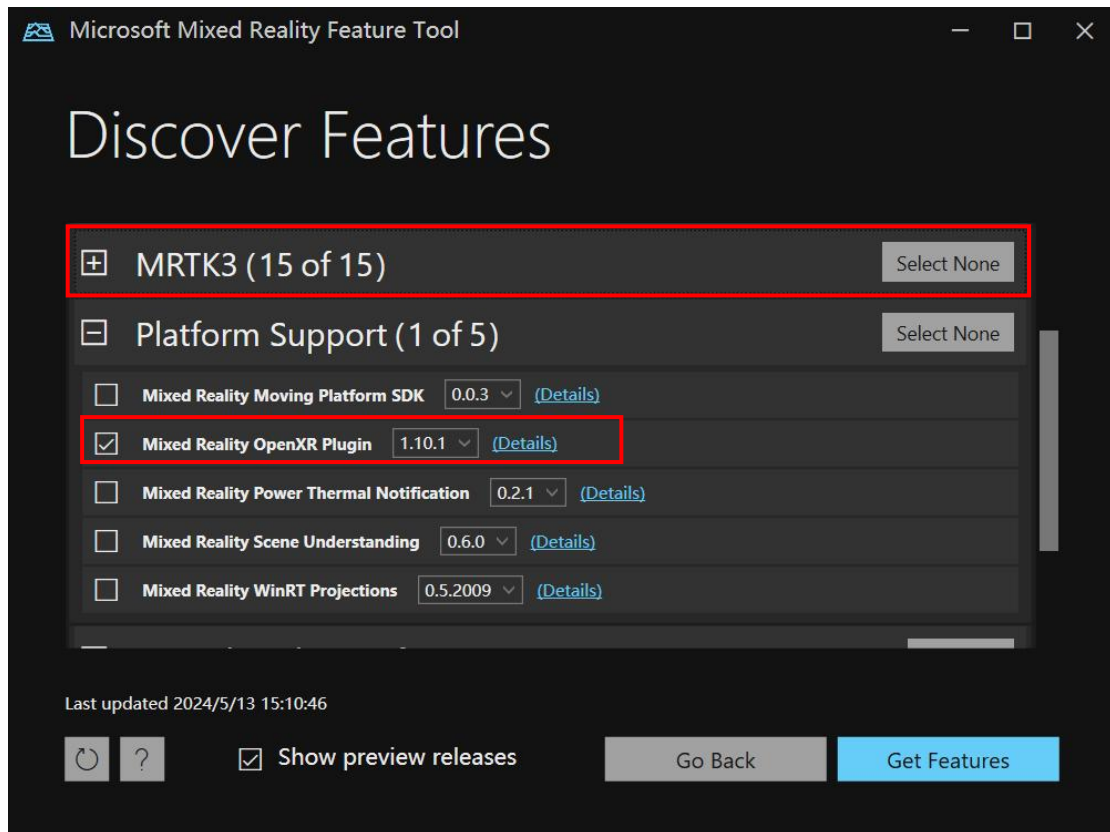 Microsoft Mixed Reality Feature Tool
Discover Features
MRTK3 (15 of 15) Select None
Platform Support (1 of 5) Select None
Mixed Reality Moving Platform SDK 0.0.3 (Details)
Mixed Reality OpenXR Plugin 1.10.1 (Details)
Mixed Reality Power Thermal Notification 0.2.1 (Details)
Mixed Reality Scene Understanding 0.6.0 (Details)
Mixed Reality WinRT Projections 0.5.2009 (Details)
Last updated 2024/5/13 15:10:46
? Show preview releases Go Back Get Features